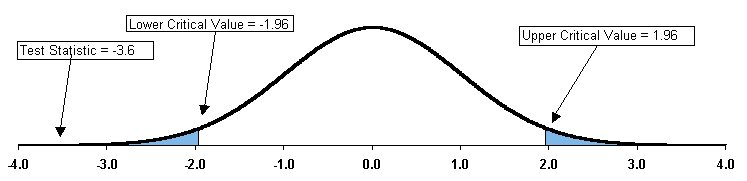 Lower Critical Value = -1.96
Test Statistic = -3.6
Upper Critical Value = 1.96
-4.0 -3.0 -2.0 -1.0 0.0 1.0 2.0 3.0 4.0